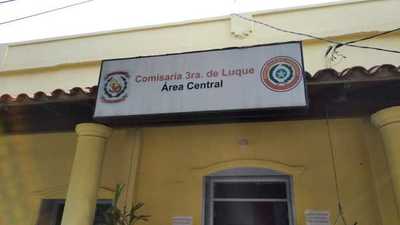 Comisaría 3ra. de Luque
Área Central